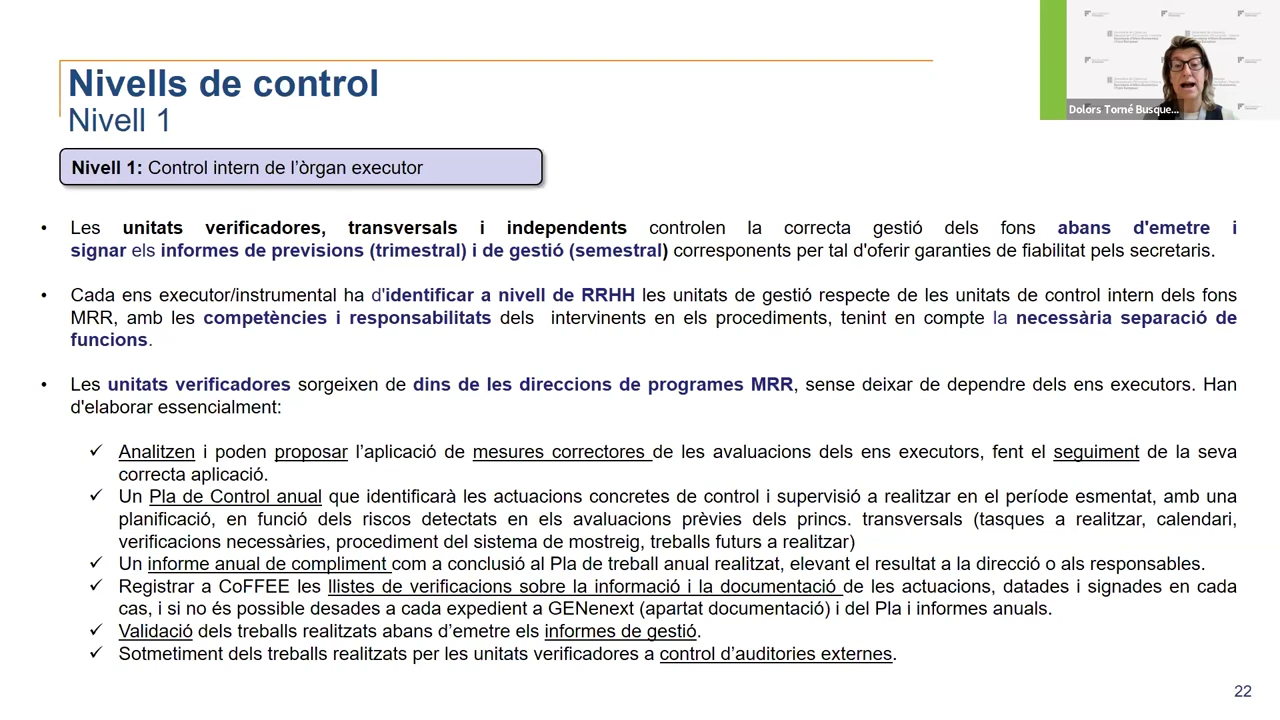 Nivells de control
Nivell 1
Nivell 1: Control intern de l'òrgan executor
• Les unitats verificadores, transversals i independents controlen la correcta gestió dels fons abans d'emetre i
signar els informes de previsions (trimestral) i de gestió (semestral) corresponents per tal d'oferir garanties de fiabilitat pels secretaris.
• Cada ens executor/instrumental ha d'identificar a nivell de RRHH les unitats de gestió respecte de les unitats de control intern dels fons
MRR, amb les competències i responsabilitats dels intervinents en els procediments, tenint en compte la necessària separació de
funcions.
• Les unitats verificadores sorgeixen de dins de les direccions de programes MRR, sense deixar de dependre dels ens executors. Han
d'elaborar essencialment:
✓ Analitzen i poden proposar l'aplicació de mesures correctores de les avaluacions dels ens executors, fent el seguiment de la seva
correcta aplicació.
✓ Un Pla de Control anual que identificarà les actuacions concretes de control i supervisió a realitzar en el període esmentat, amb una
planificació, en funció dels riscos detectats en els avaluacions prèvies dels princs. transversals (tasques a realitzar, calendari,
verificacions necessàries, procediment del sistema de mostreig, treballs futurs a realitzar)
✓ Un informe anual de compliment com a conclusió al Pla de treball anual realitzat, elevant el resultat a la direcció o als responsables.
✓ Registrar a CoFFEE les llistes de verificacions sobre la informació i la documentació de les actuacions, datades i signades en cada
cas, i si no és possible desades a cada expedient a GENenext (apartat documentació) i del Pla i informes anuals.
✓ Validació dels treballs realitzats abans d'emetre els informes de gestió.
✓ Sotmetiment dels treballs realitzats per les unitats verificadores a control d'auditories externes.
22
Dolors Torné Busque...